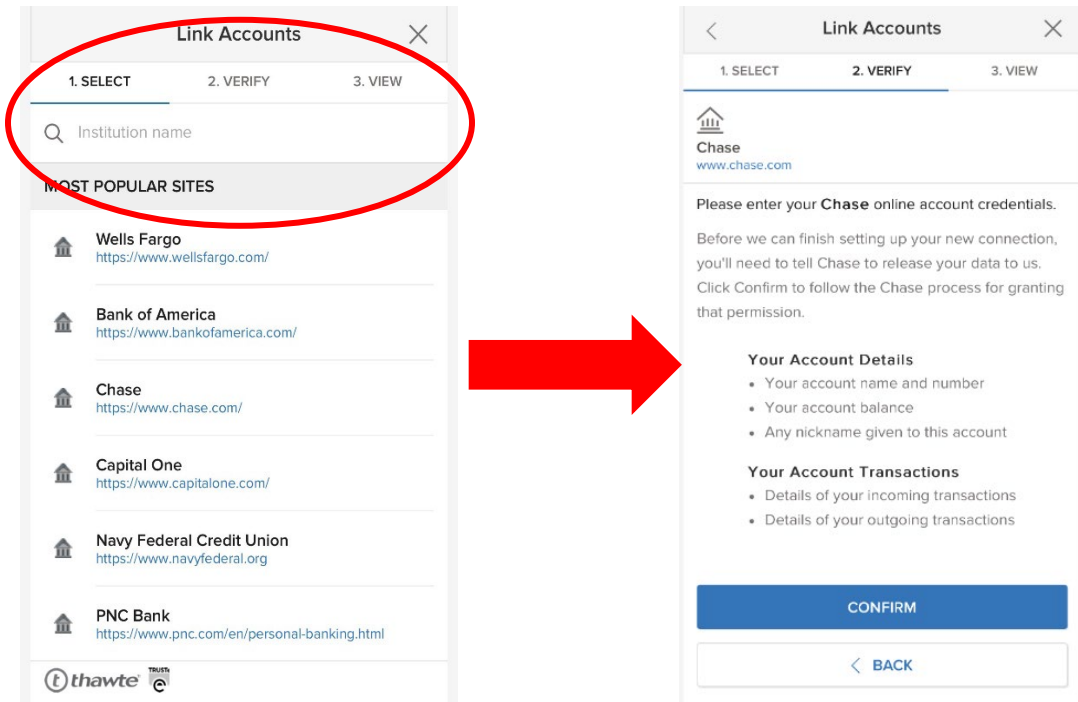 Link Accounts
1. SELECT 2. VERIFY 3. VIEW
Institution name
MOST POPULAR SITES
Wells Fargo
https://www.wellsfargo.com/
Bank of America
https://www.bankofamerica.com/
Chase
https://www.chase.com/
Capital One
https://www.capitalone.com/
Navy Federal Credit Union
https://www.navyfederal.org
PNC Bank
https://www.pnc.com/en/personal-banking.html
thawte TRUSTe
Link Accounts
1. SELECT 2. VERIFY 3. VIEW
Chase
www.chase.com
Please enter your Chase online account credentials.
Before we can finish setting up your new connection,
you'll need to tell Chase to release your data to us.
Click Confirm to follow the Chase process for granting
that permission.
Your Account Details
• Your account name and number
• Your account balance
• Any nickname given to this account
Your Account Transactions
• Details of your incoming transactions
• Details of your outgoing transactions
CONFIRM
BACK